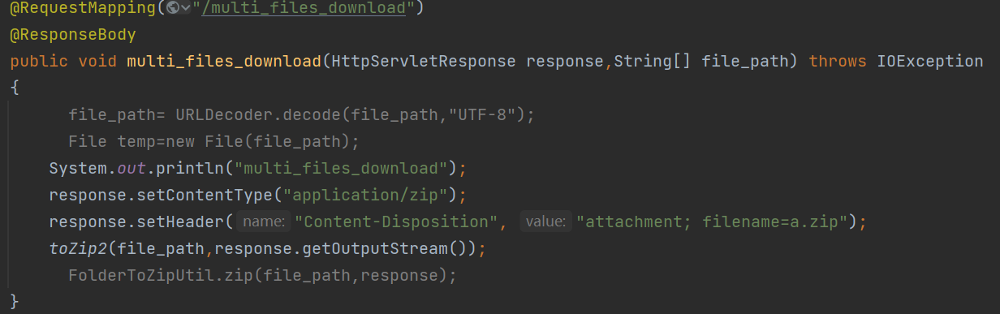 @RequestMapping("/multi_files_download")
@ResponseBody
public void multi_files_download(HttpServletResponse response,String[] file_path) throws IOException
{
file_path= URLDecoder.decode(file_path,"UTF-8");
File temp=new File(file_path);
System.out.println("multi_files_download");
response.setContentType("application/zip");
response.setHeader( name: "Content-Disposition", value: "attachment; filename=a.zip");
toZip2(file_path,response.getOutputStream());
FolderToZipUtil.zip(file_path,response);
}